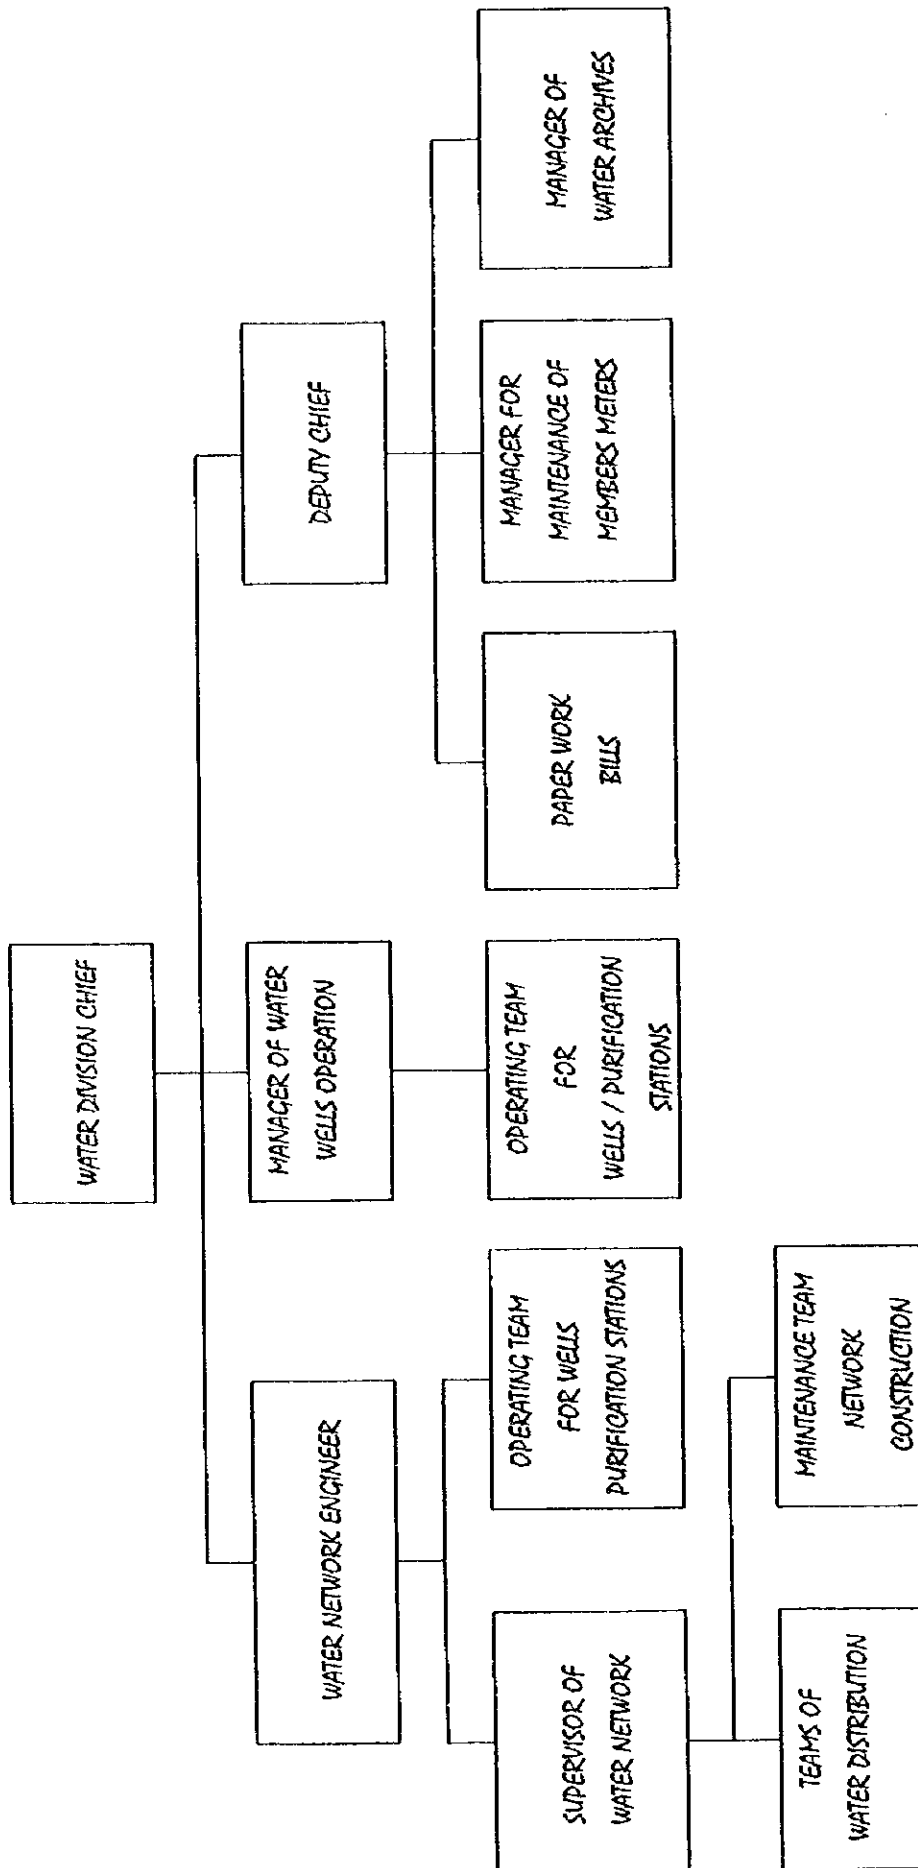 WATER DIVISION CHIEF
WATER NETWORK ENGINEER
MANAGER OF WATER
WELLS OPERATION
DEPUTY CHIEF
SUPERVISOR OF
WATER NETWORK
OPERATING TEAM
FOR WELLS
PURIFICATION STATIONS
OPERATING TEAM
FOR
WELLS / PURIFICATION
STATIONS
PAPER WORK
BILLS
MANAGER FOR
MAINTENANCE OF
MEMBERS METERS
MANAGER OF
WATER ARCHIVES
TEAMS OF
WATER DISTRIBUTION
MAINTENANCE TEAM
NETWORK
CONSTRUCTION